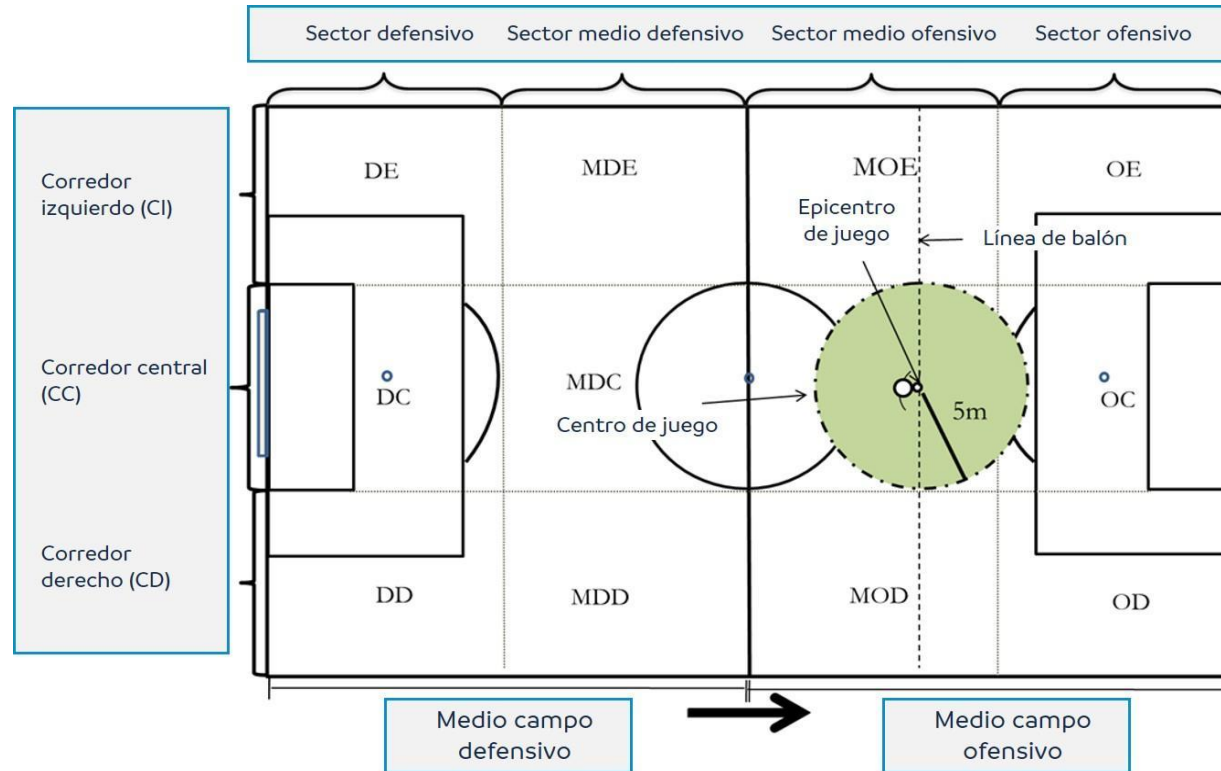 Sector defensivo
Sector medio defensivo
Sector medio ofensivo
Sector ofensivo
Corredor
izquierdo (CI)
DE
MDE
MOE
OE
Epicentro
de juego
Línea de balón
Corredor central
(CC)
DC
MDC
Centro de juego
5m
OC
Corredor
derecho (CD)
DD
MDD
MOD
OD
Medio campo
defensivo
Medio campo
ofensivo